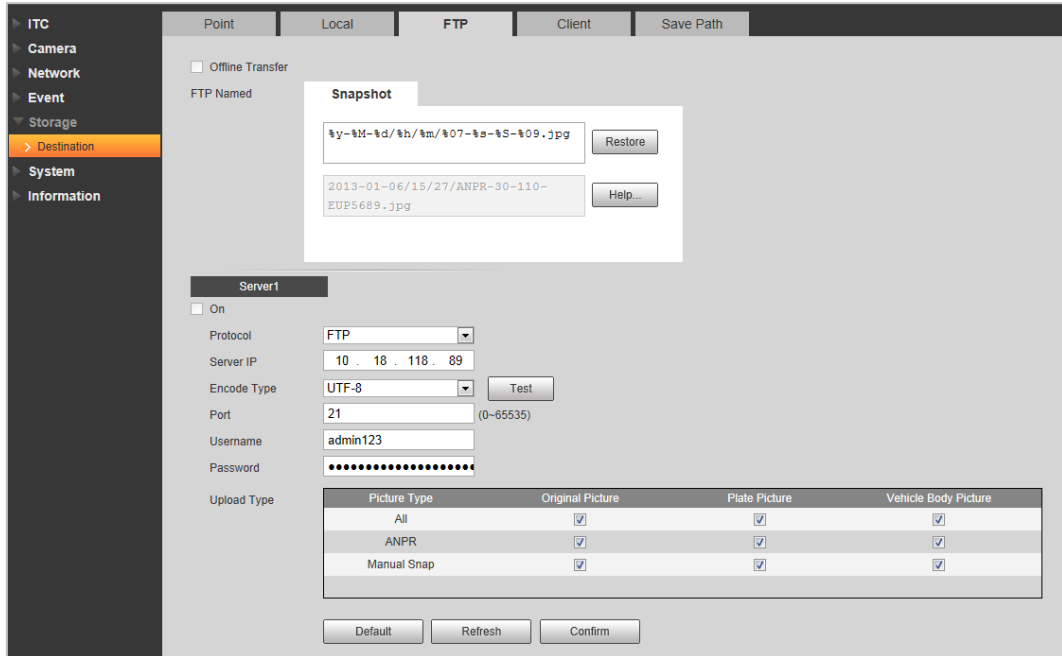 ITC
Camera
Network
Event
Storage
Destination
System
Information
Point Local FTP Client Save Path
Offline Transfer
FTP Named
Snapshot
%y-%M-%d/%h/%m/%07-%s-%S-%09.jpg
Restore
2013-01-06/15/27/ANPR-30-110-
EUP5689.jpg
Help...
Server1
On
Protocol FTP
Server IP 10 . 18 . 118 . 89
Encode Type UTF-8 Test
Port 21 (0~65535)
Username admin123
Password ●●●●●●●●●●●●●●●●●●●●●
Upload Type
Picture Type Original Picture Plate Picture Vehicle Body Picture
All
ANPR
Manual Snap
Default Refresh Confirm